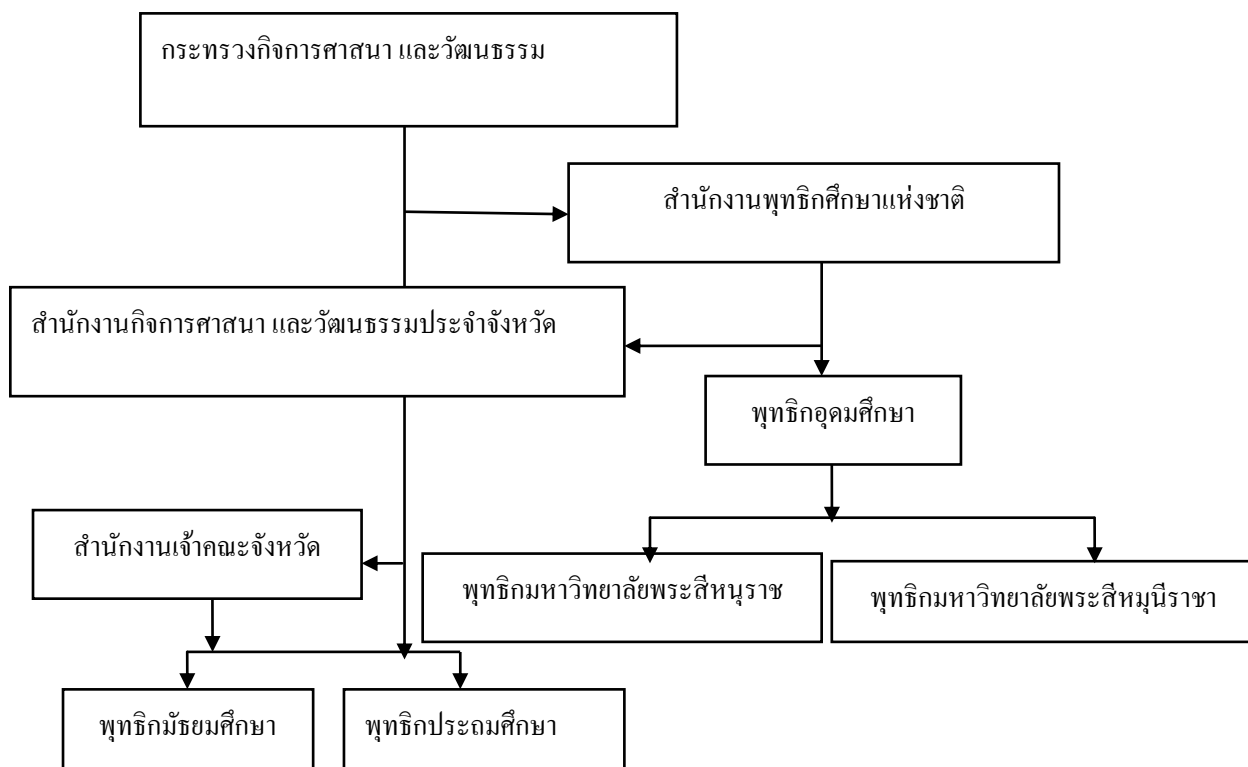 กระทรวงกิจการศาสนา และวัฒนธรรม
สำนักงานพุทธิกศึกษาแห่งชาติ
สำนักงานกิจการศาสนา และวัฒนธรรมประจำจังหวัด
พุทธิกอุดมศึกษา
สำนักงานเจ้าคณะจังหวัด
พุทธิกมหาวิทยาลัยพระสีหนุราช
พุทธิกมหาวิทยาลัยพระสีหมุนีราชา
พุทธิกมัธยมศึกษา
พุทธิกประถมศึกษา